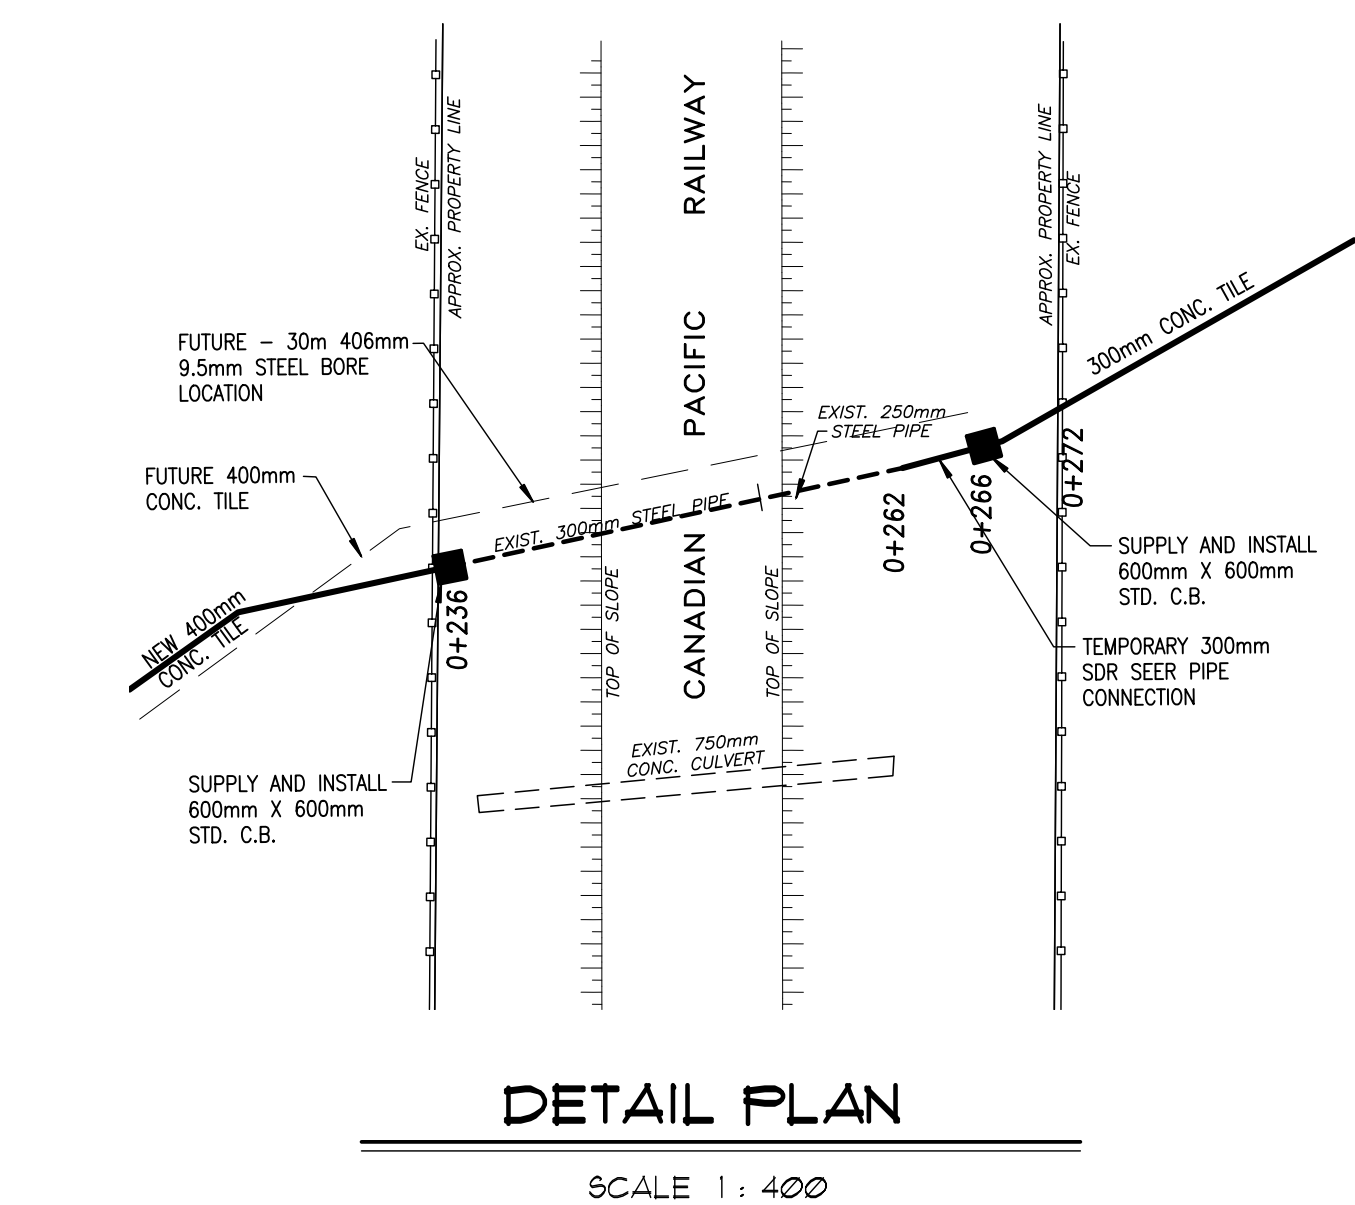 EX. FENCE
APPROX. PROPERTY LINE
RAILWAY
PACIFIC
CANADIAN
APPROX. PROPERTY LINE
EX. FENCE
300mm CONC. TILE
FUTURE - 30m 406mm
9.5mm STEEL BORE
LOCATION
EXIST. 250mm
STEEL PIPE
FUTURE 400mm
CONC. TILE
EXIST. 300mm STEEL PIPE
0+262
0+266
0+272
SUPPLY AND INSTALL
600mm X 600mm
STD. C.B.
NEW 400mm
CONC. TILE
0+236
TOP OF SLOPE
TOP OF SLOPE
TEMPORARY 300mm
SDR SEER PIPE
CONNECTION
EXIST. 750mm
CONC. CULVERT
SUPPLY AND INSTALL
600mm X 600mm
STD. C.B.
DETAIL PLAN
SCALE 1 : 400